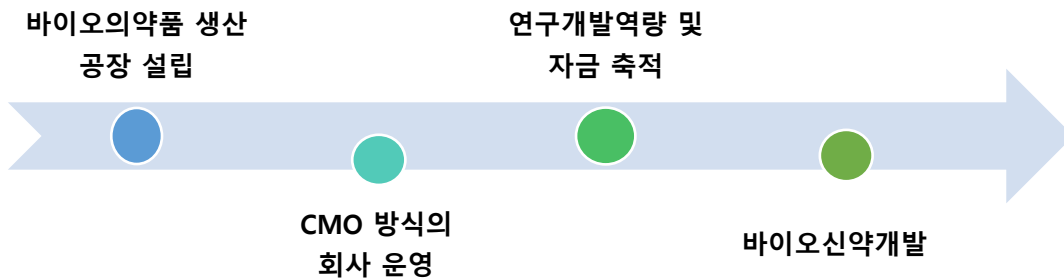 바이오의약품 생산
공장 설립
CMO 방식의
회사 운영
연구개발역량 및
자금 축적
바이오신약개발